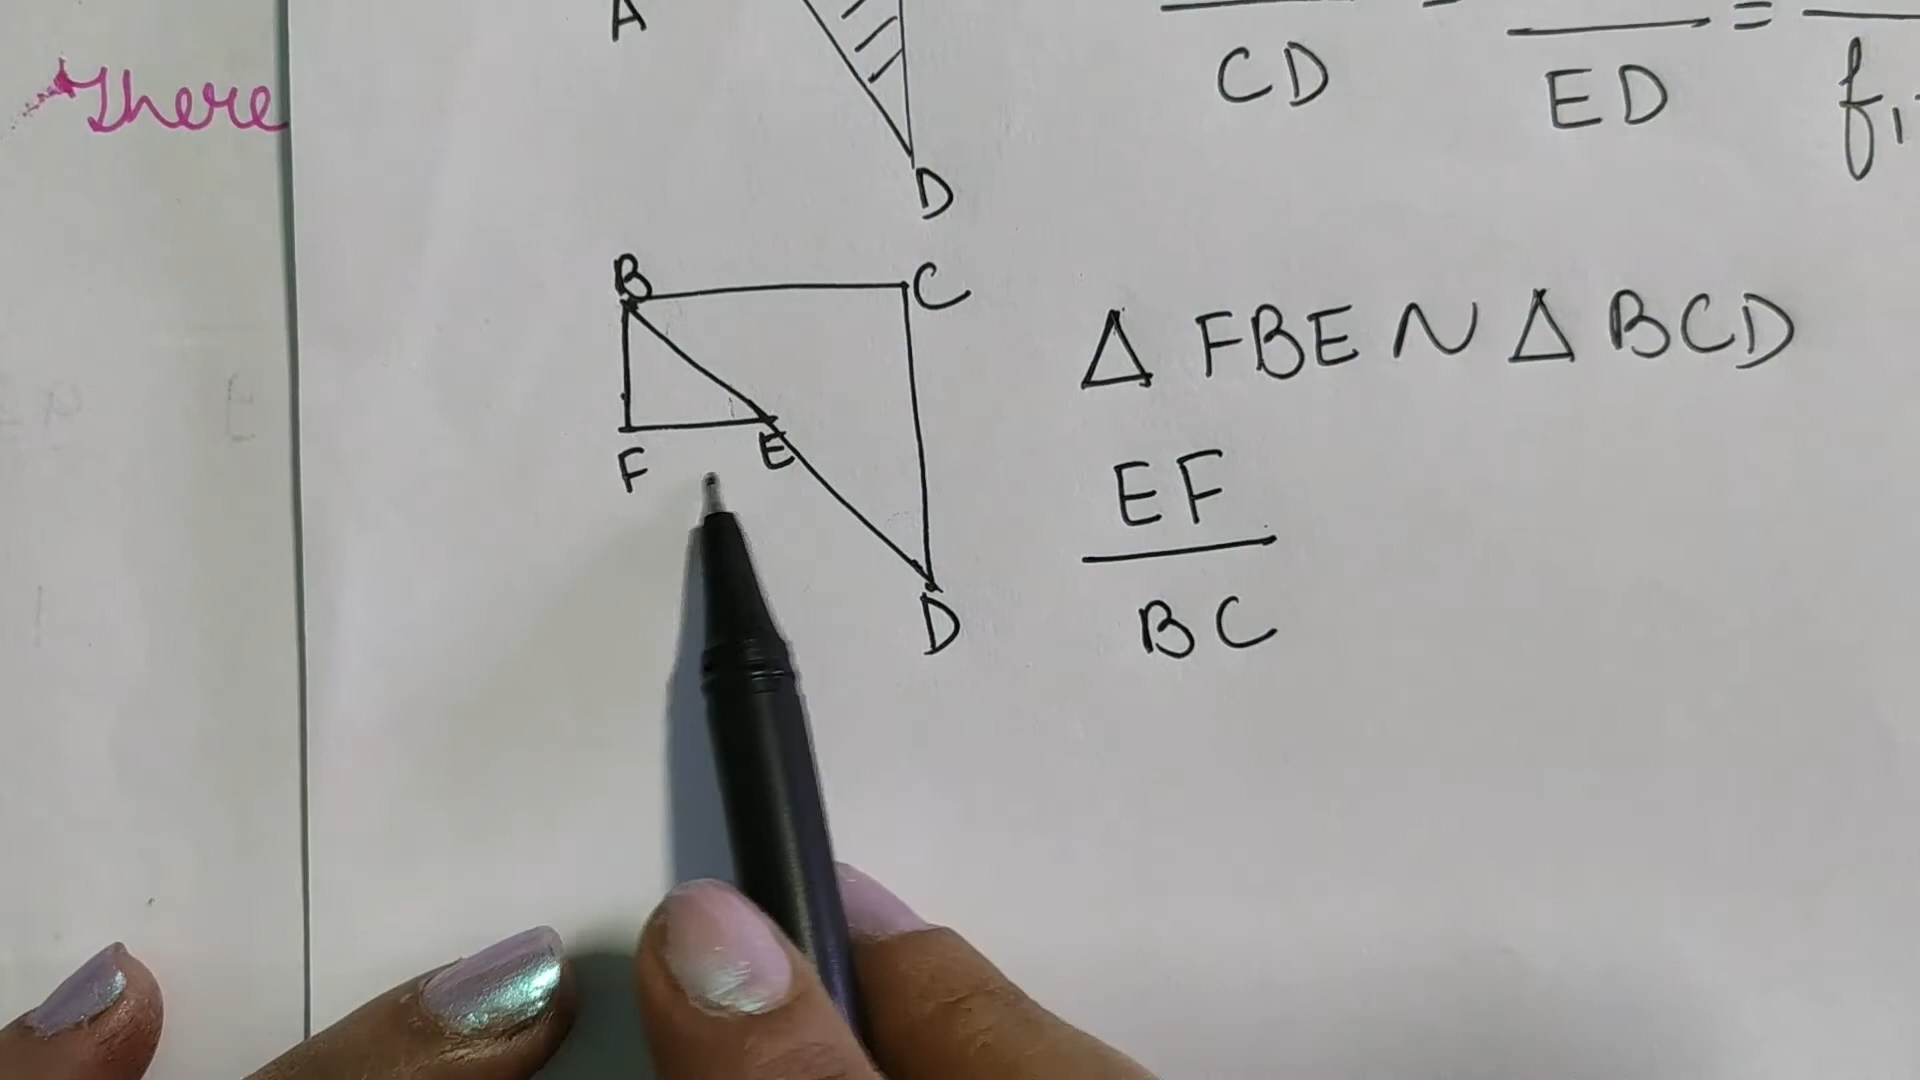 There
A
CD
ED
=
D
B
C
F
E
D
Δ FBE ~ Δ BCD
EF
BC